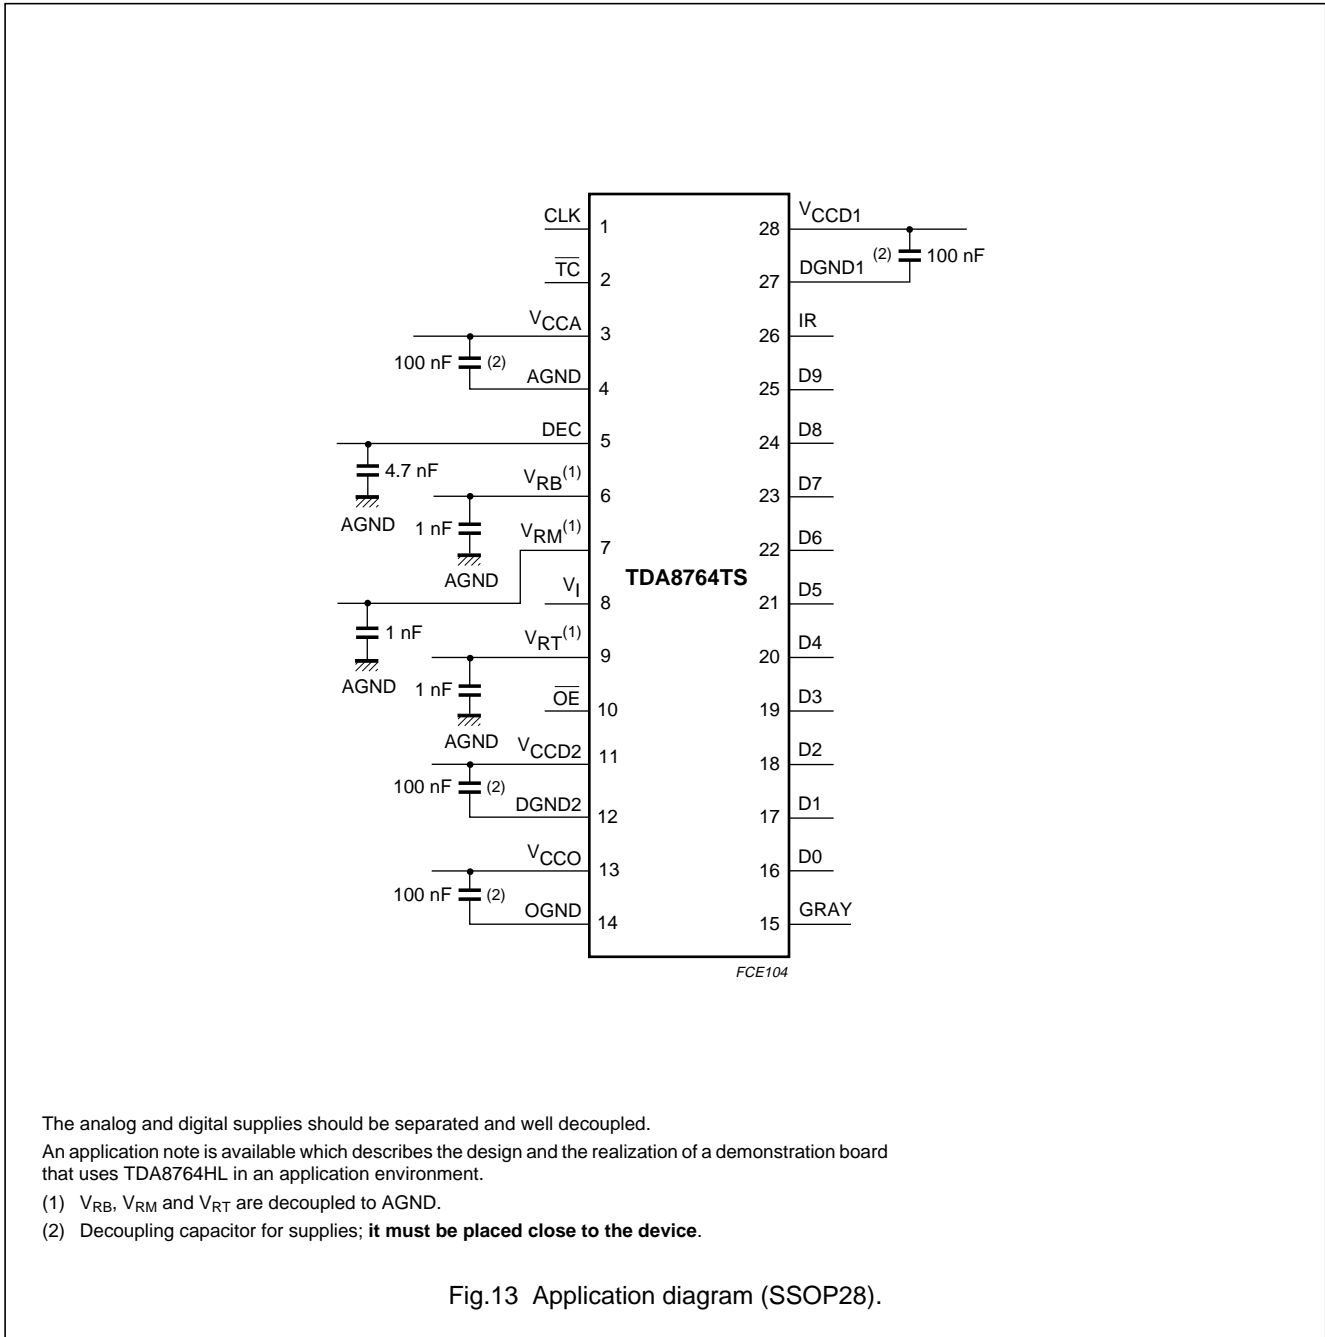 CLK 1 28 VCCD1
(2) 100 nF
TC 2 27 DGND1
VCCA 3 26 IR
100 nF (2)
AGND 4 25 D9
DEC 5 24 D8
4.7 nF
AGND
VRB(1) 6 23 D7
1 nF
AGND
VRM(1) 7 22 D6
TDA8764TS
VI 8 21 D5
1 nF
AGND
VRT(1) 9 20 D4
1 nF
AGND
OE 10 19 D3
VCCD2 11 18 D2
100 nF (2)
DGND2 12 17 D1
VCCO 13 16 D0
100 nF (2)
OGND 14 15 GRAY
FCE104
The analog and digital supplies should be separated and well decoupled.
An application note is available which describes the design and the realization of a demonstration board
that uses TDA8764HL in an application environment.
(1) VRB, VRM and VRT are decoupled to AGND.
(2) Decoupling capacitor for supplies; it must be placed close to the device.
Fig.13 Application diagram (SSOP28).